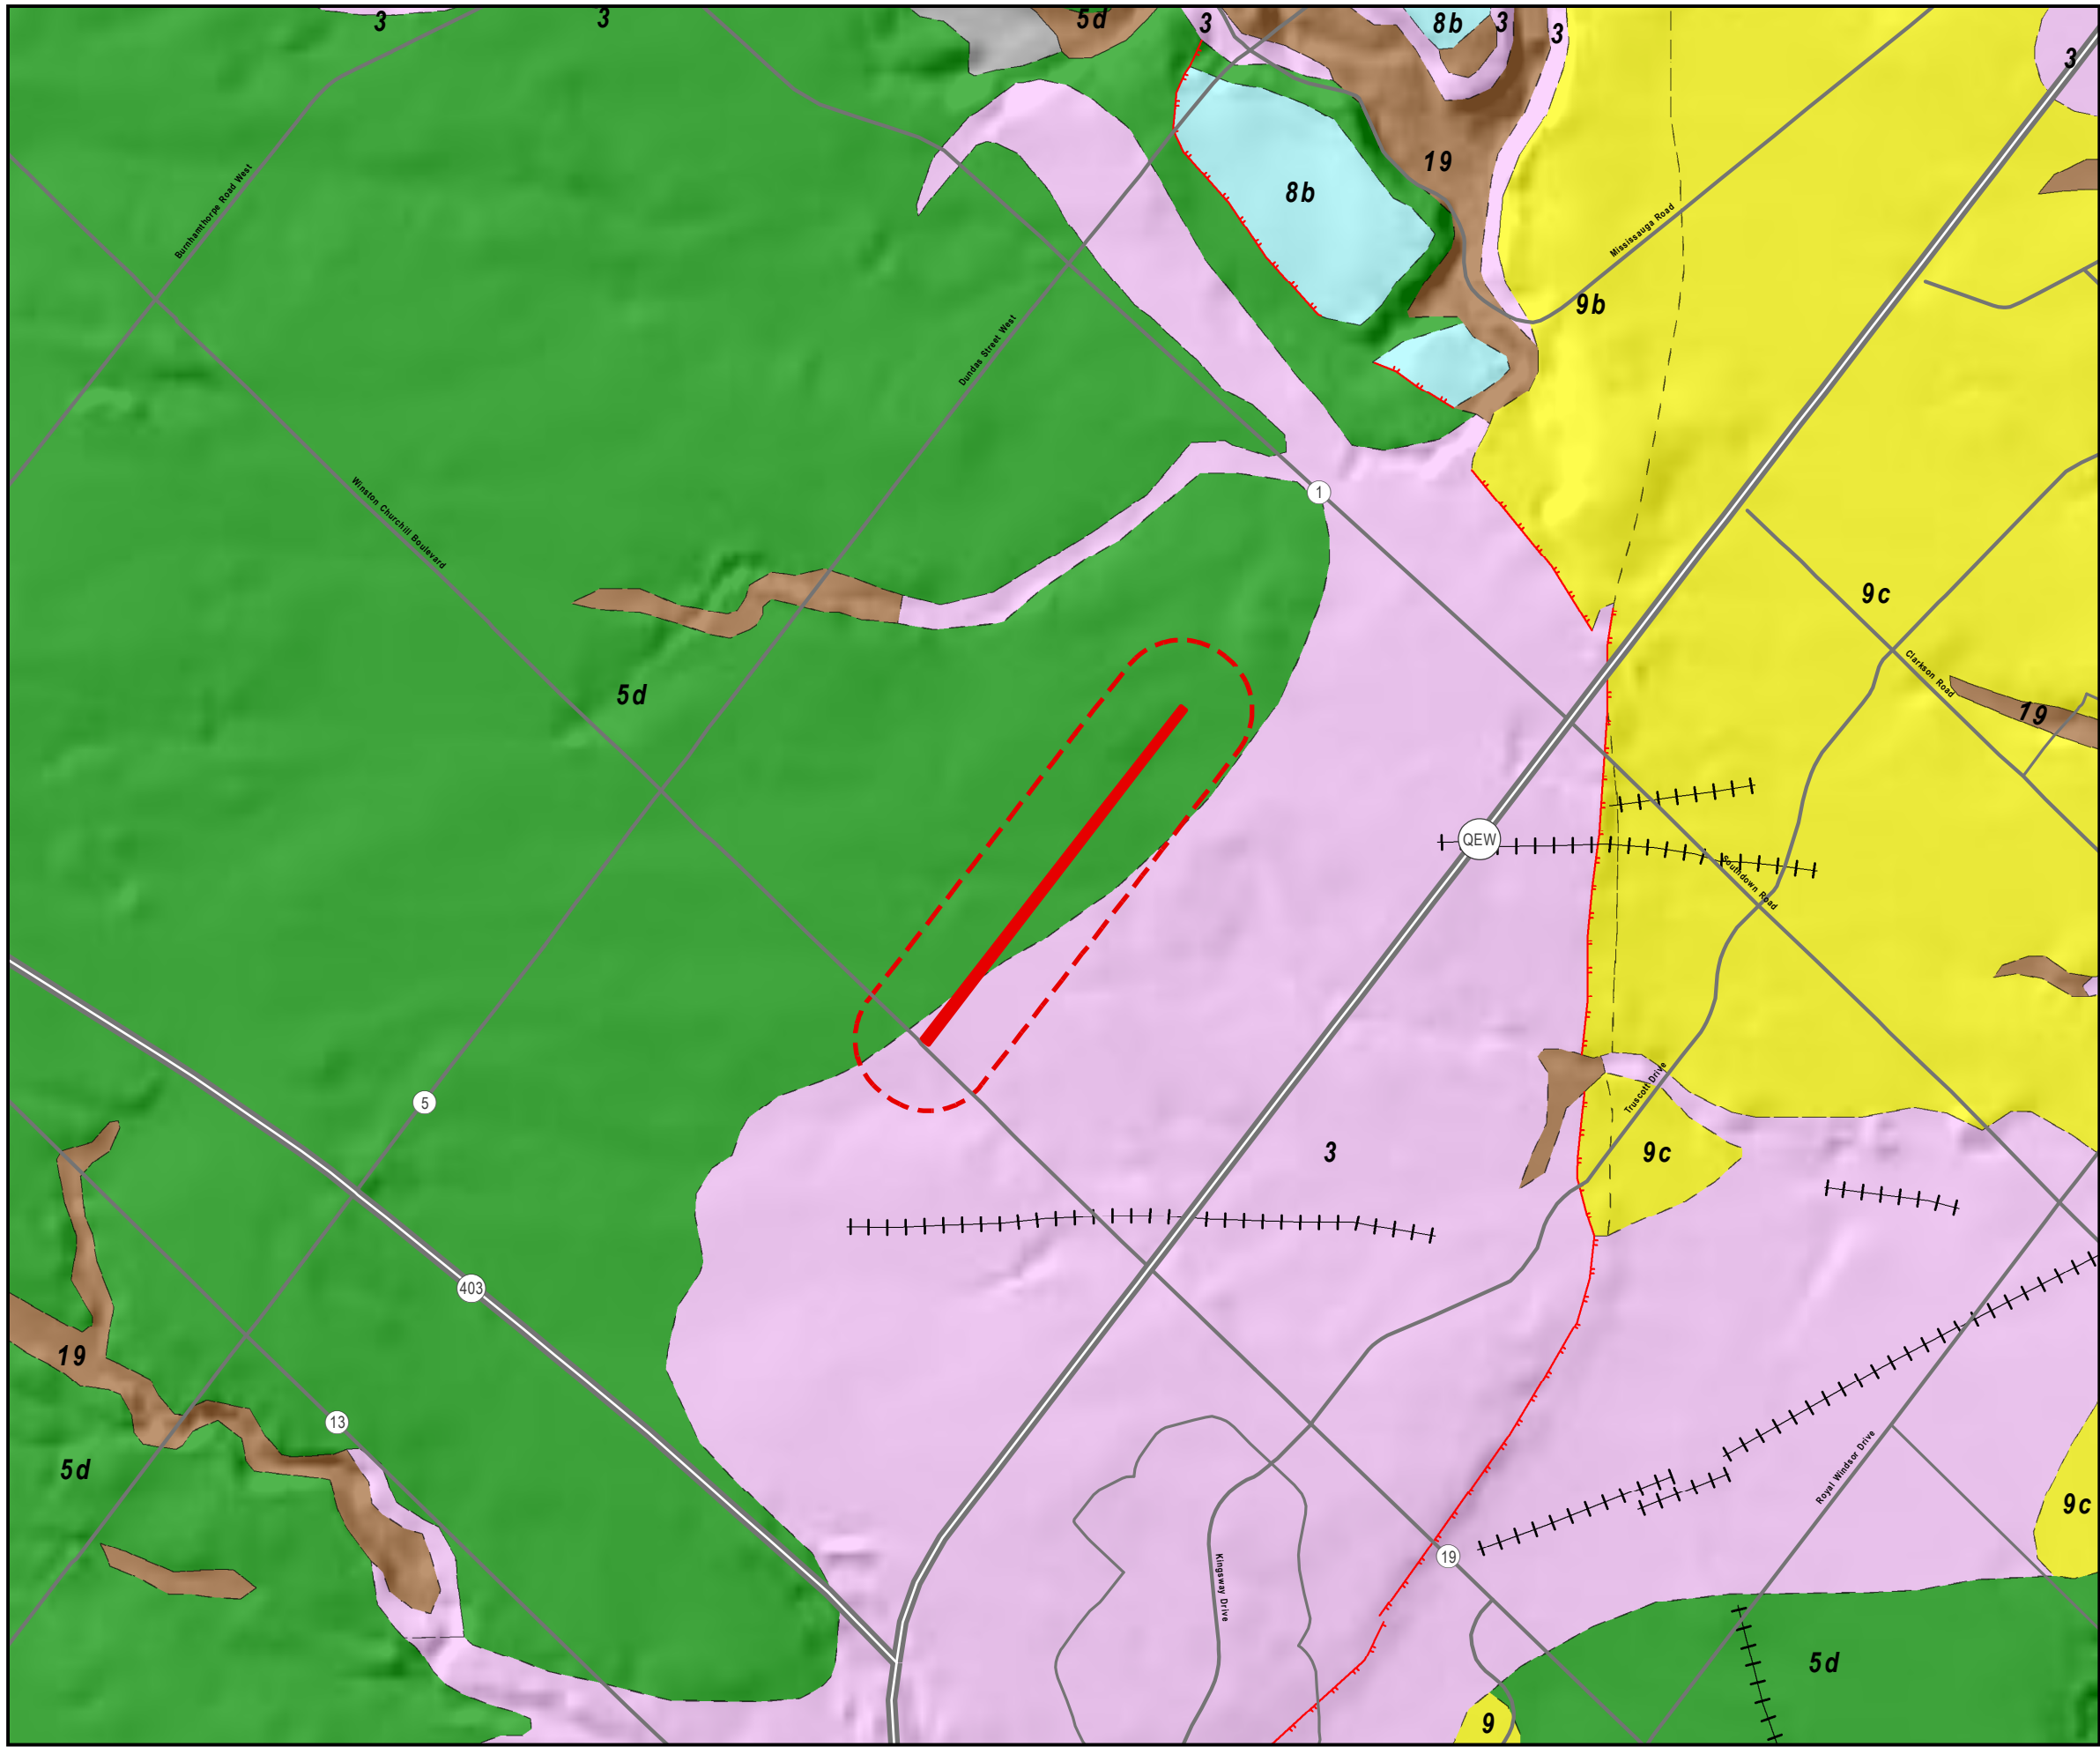 3
3
5d
3
8b
3
3
3
19
8b
Burnhamthorpe Road West
Mississauga Road
9b
Dundas Street West
1
Winston Churchill Boulevard
9c
Clarkson Road
5d
19
QEW
Southdown Road
Truscott Drive
5
3
9c
403
19
13
5d
Royal Windsor Drive
9c
19
Kingsway Drive
5d
9